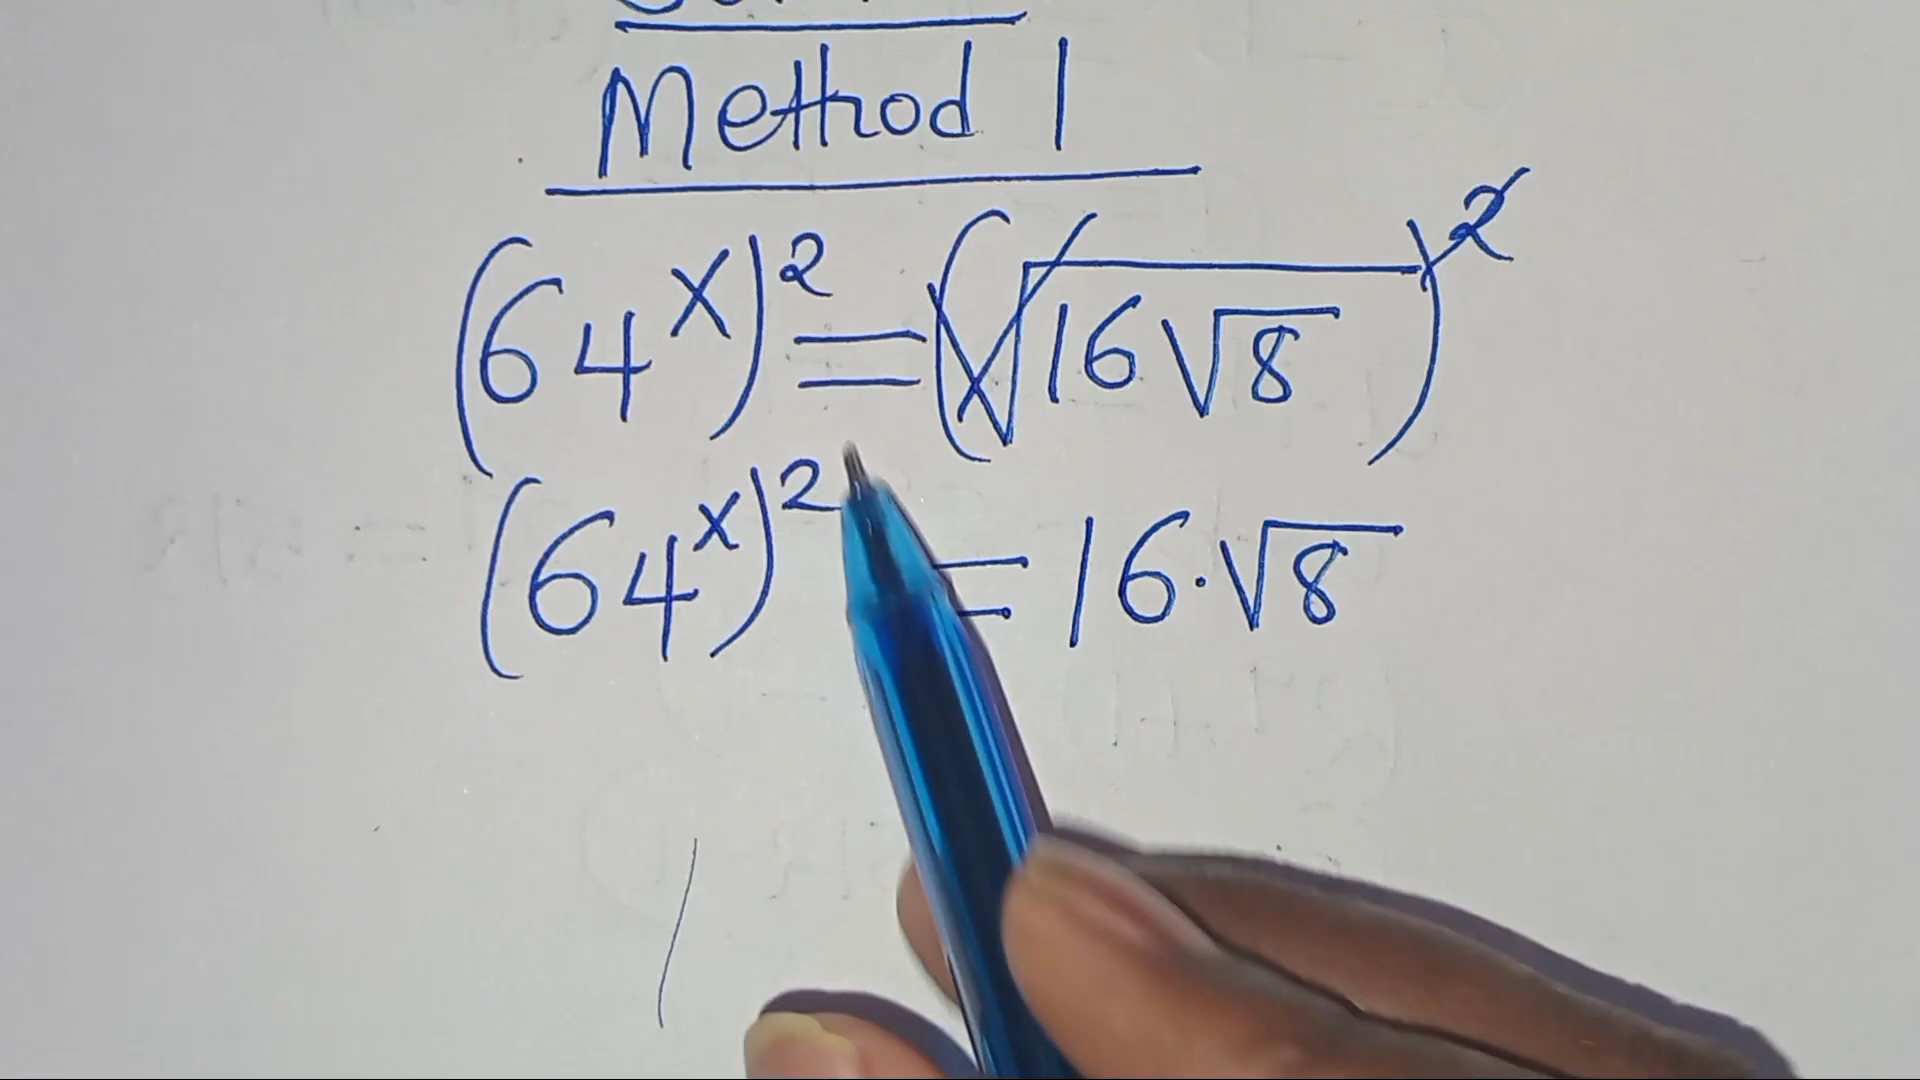 Method 1
(64^x)^2 = (√(16√8))^2
(64^x)^2 = 16·√8